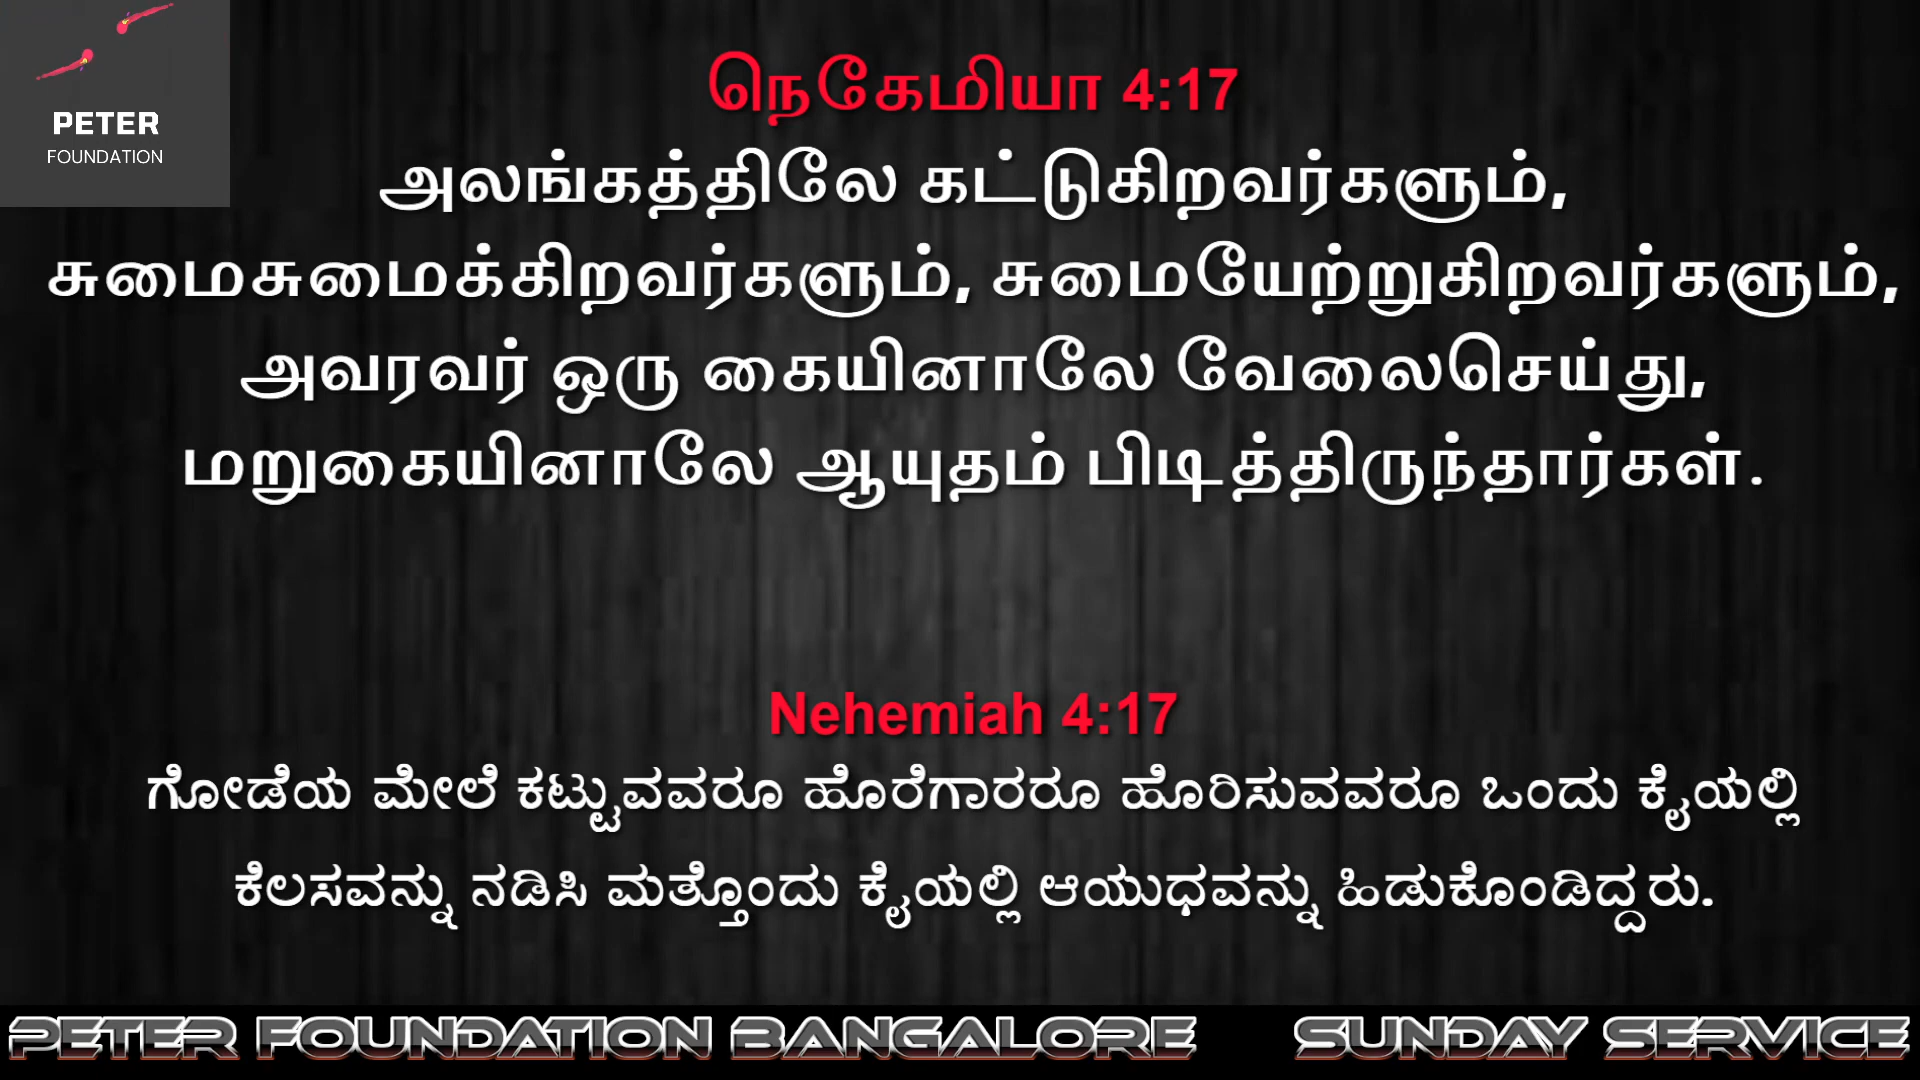 PETER
FOUNDATION
நெகேமியா 4:17
அலங்கத்திலே கட்டுகிறவர்களும்,
சுமைசுமைக்கிறவர்களும், சுமையேற்றுகிறவர்களும்,
அவரவர் ஒரு கையினாலே வேலைசெய்து,
மறுகையினாலே ஆயுதம் பிடித்திருந்தார்கள்.
Nehemiah 4:17
ಗೋಡೆಯ ಮೇಲೆ ಕಟ್ಟುವವರೂ ಹೊರೆಗಾರರೂ ಹೊರಿಸುವವರೂ ಒಂದು ಕೈಯಲ್ಲಿ
ಕೆಲಸವನ್ನು ನಡಿಸಿ ಮತ್ತೊಂದು ಕೈಯಲ್ಲಿ ಆಯುಧವನ್ನು ಹಿಡುಕೊಂಡಿದ್ದರು.
PETER FOUNDATION BANGALORE SUNDAY SERVICE